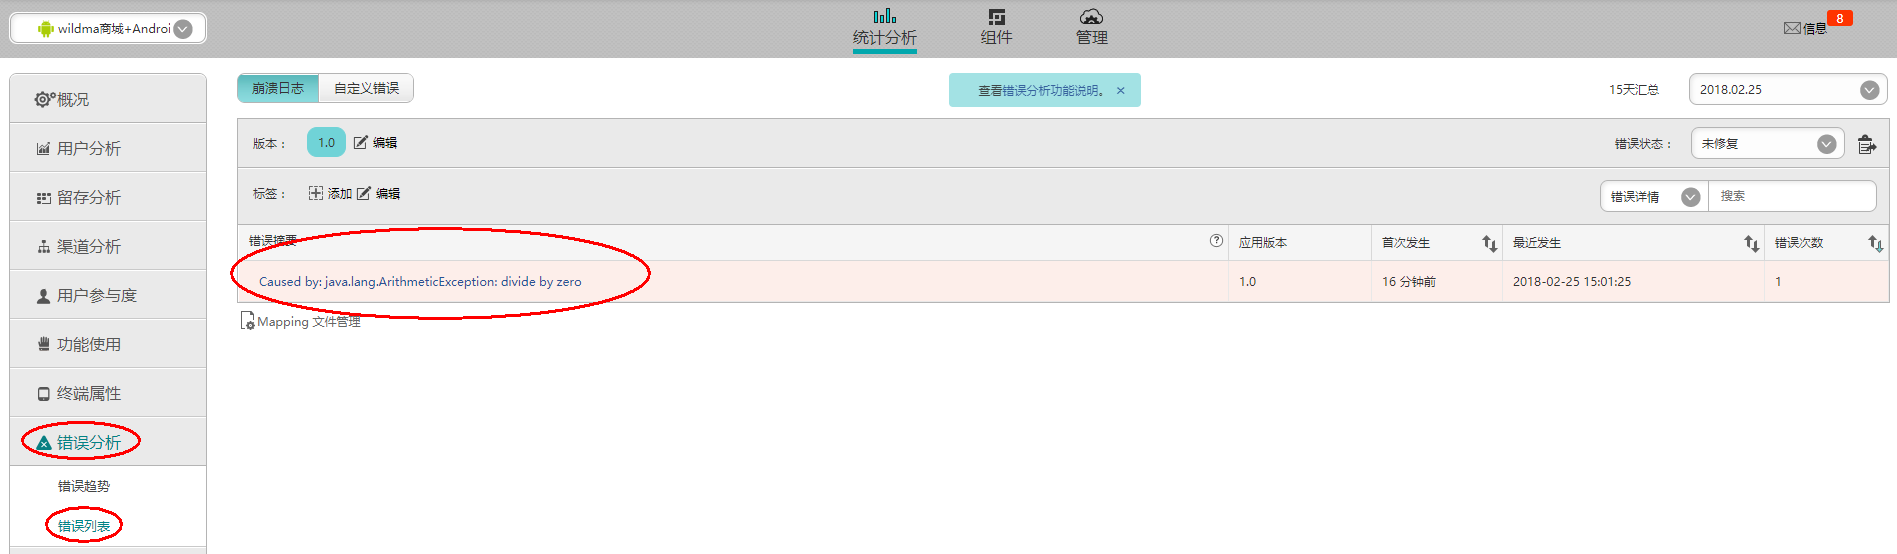 wildma商城+Androi
统计分析
组件
管理
信息
8
概况
用户分析
留存分析
渠道分析
用户参与度
功能使用
终端属性
错误分析
错误趋势
错误列表
崩溃日志
自定义错误
查看错误分析功能说明。 ×
15天汇总
2018.02.25
版本：
1.0
编辑
错误状态：
未修复
标签：
添加
编辑
错误详情
搜索
错误摘要
应用版本
首次发生
最近发生
错误次数
Caused by: java.lang.ArithmeticException: divide by zero
1.0
16 分钟前
2018-02-25 15:01:25
1
Mapping 文件管理